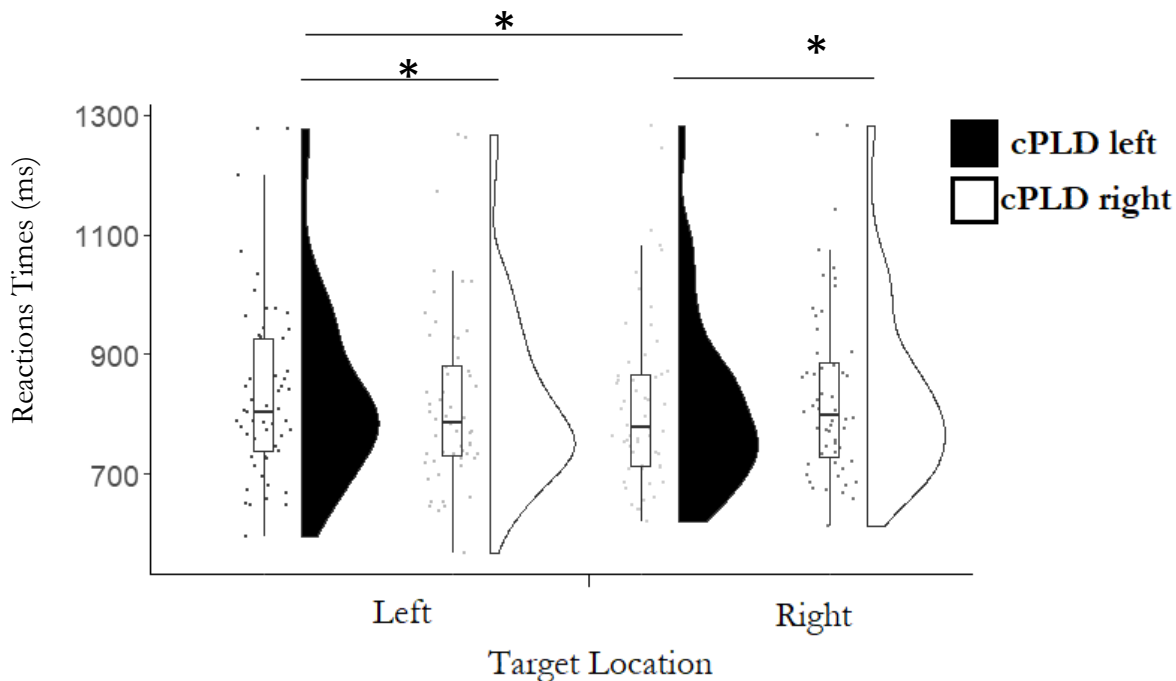 *
*
*
1300
1100
900
700
Reactions Times (ms)
cPLD left
cPLD right
Left
Right
Target Location